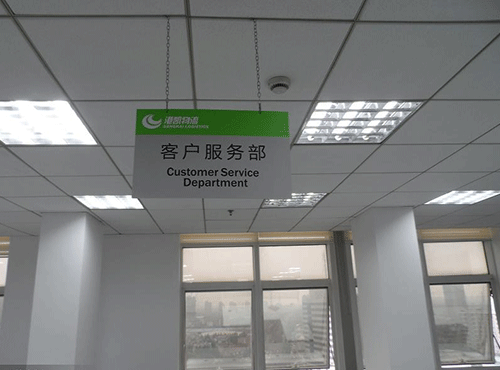 客户服务部
Customer Service
Department